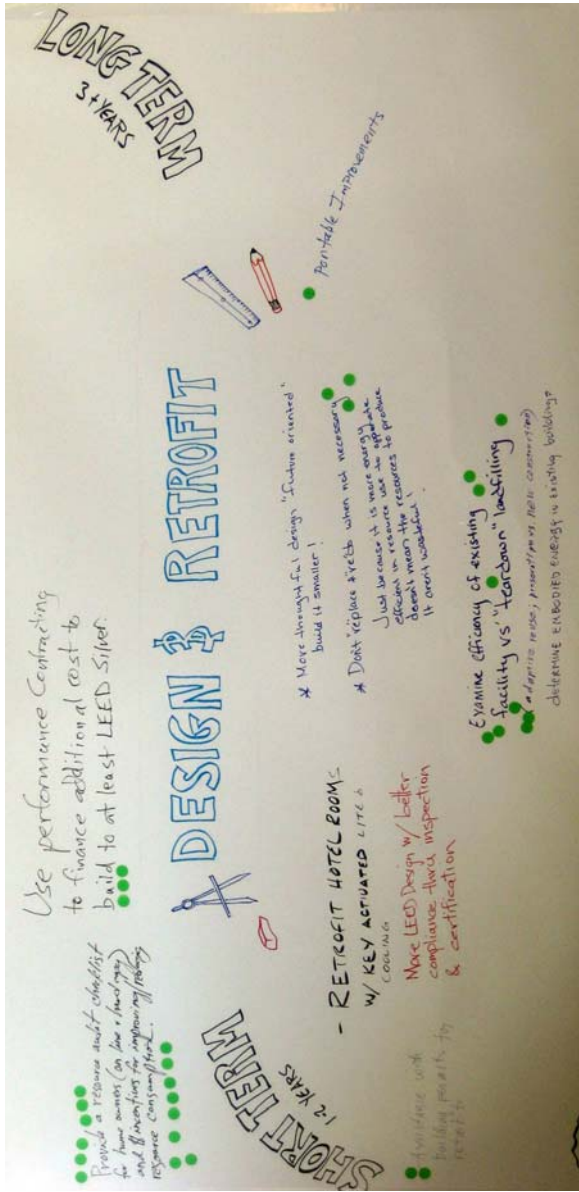 LONG TERM
3+ YEARS
Use performance Contracting
to finance additional cost to
build to at least LEED Silver.
Provide a resource audit checklist
for home owners (on line + hard copy)
and $ incentives for improving/reducing
resource consumption.
DESIGN & RETROFIT
SHORT TERM
1-2 YEARS
- RETROFIT HOTEL ROOMS
W/ KEY ACTIVATED LITES
COOLING
More LEED Design w/ better
compliance thru inspection
& certification
Assistance with
building permits for
retrofits
* More thoughtful design "future oriented"
build it smaller!
* Don't "replace & redo" when not necessary
Just because it is more energy
efficient in resource use to operate
doesn't mean the resources to produce
it aren't wasteful!
Portable Improvements
Examine efficiency of existing
facility vs "teardown" landfilling
(adaptive reuse; preservation vs. new construction)
DETERMINE EMBODIED ENERGY in EXISTING buildings